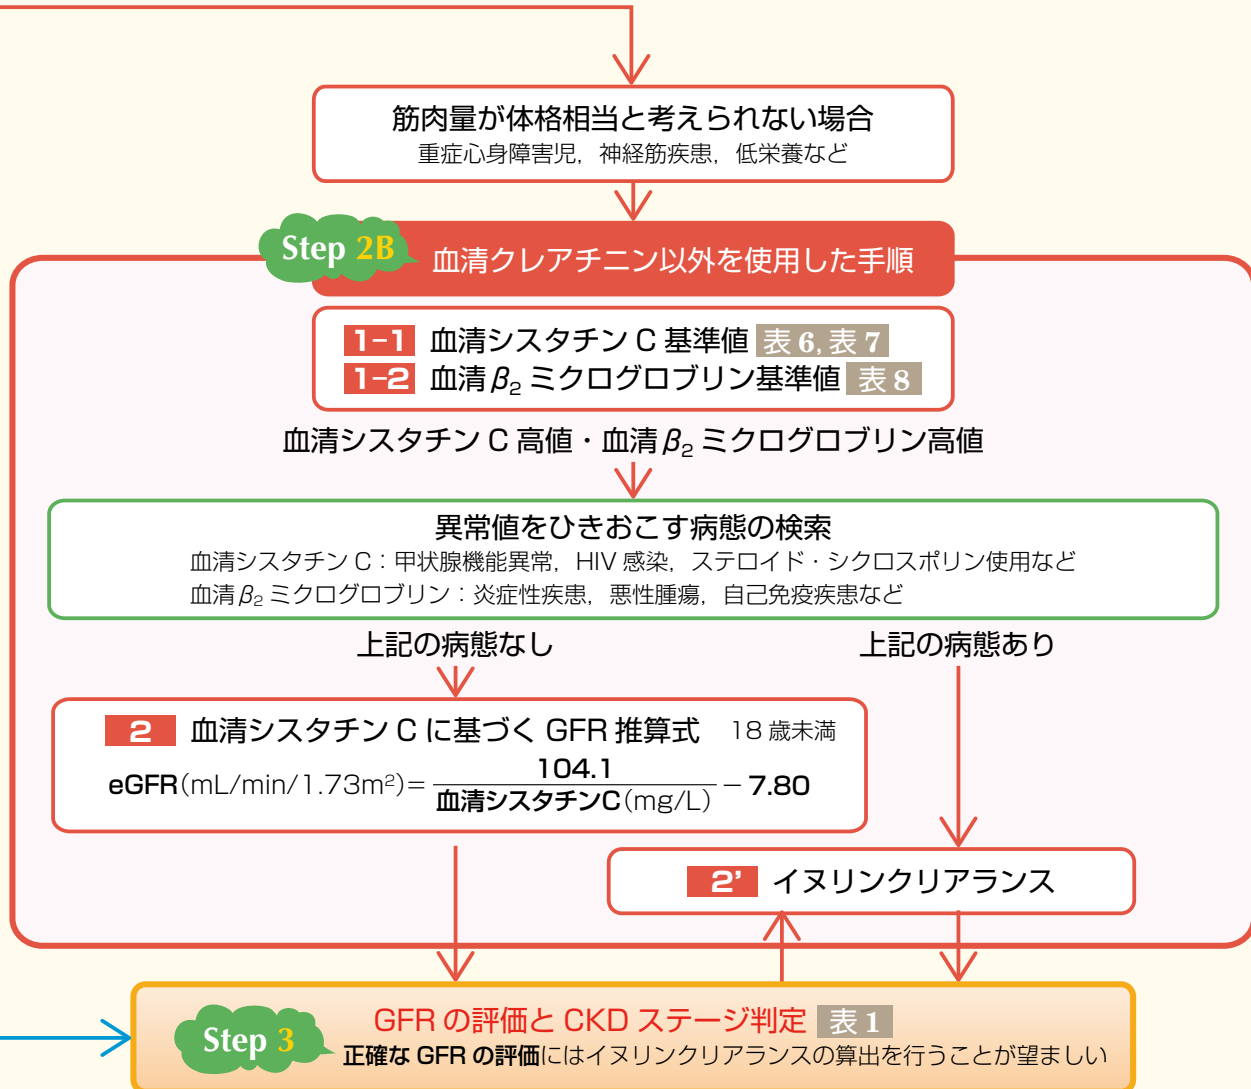 筋肉量が体格相当と考えられない場合
重症心身障害児，神経筋疾患，低栄養など
Step 2B 血清クレアチニン以外を使用した手順
1-1 血清シスタチン C 基準値 表 6, 表 7
1-2 血清β₂ ミクログロブリン基準値 表 8
血清シスタチン C 高値・血清β₂ ミクログロブリン高値
異常値をひきおこす病態の検索
血清シスタチン C：甲状腺機能異常，HIV 感染，ステロイド・シクロスポリン使用など
血清β₂ ミクログロブリン：炎症性疾患，悪性腫瘍，自己免疫疾患など
上記の病態なし 上記の病態あり
2 血清シスタチン C に基づく GFR 推算式 18 歳未満
104.1
eGFR(mL/min/1.73m²)= − 7.80
血清シスタチンC(mg/L)
2' イヌリンクリアランス
Step 3 GFR の評価と CKD ステージ判定 表 1
正確な GFR の評価にはイヌリンクリアランスの算出を行うことが望ましい